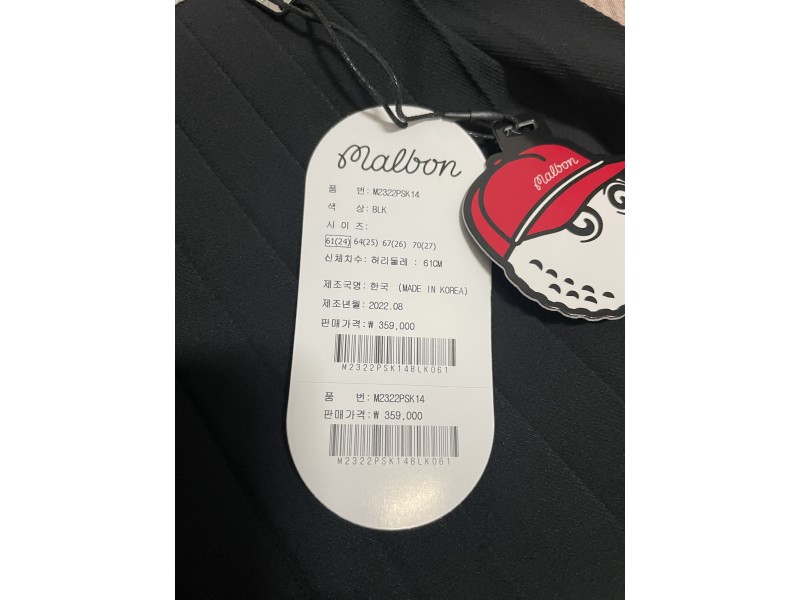 Malbon
Malbon
품 번: M2322PSK14
색 상: BLK
사 이 즈:
61(24) 64(25) 67(26) 70(27)
신체치수: 허리둘레 : 61CM
제조국명: 한국 (MADE IN KOREA)
제조년월: 2022.08
판매가격: ₩ 359,000
M2322PSK14BLK061
품 번: M2322PSK14
판매가격: ₩ 359,000
M2322PSK14BLK061